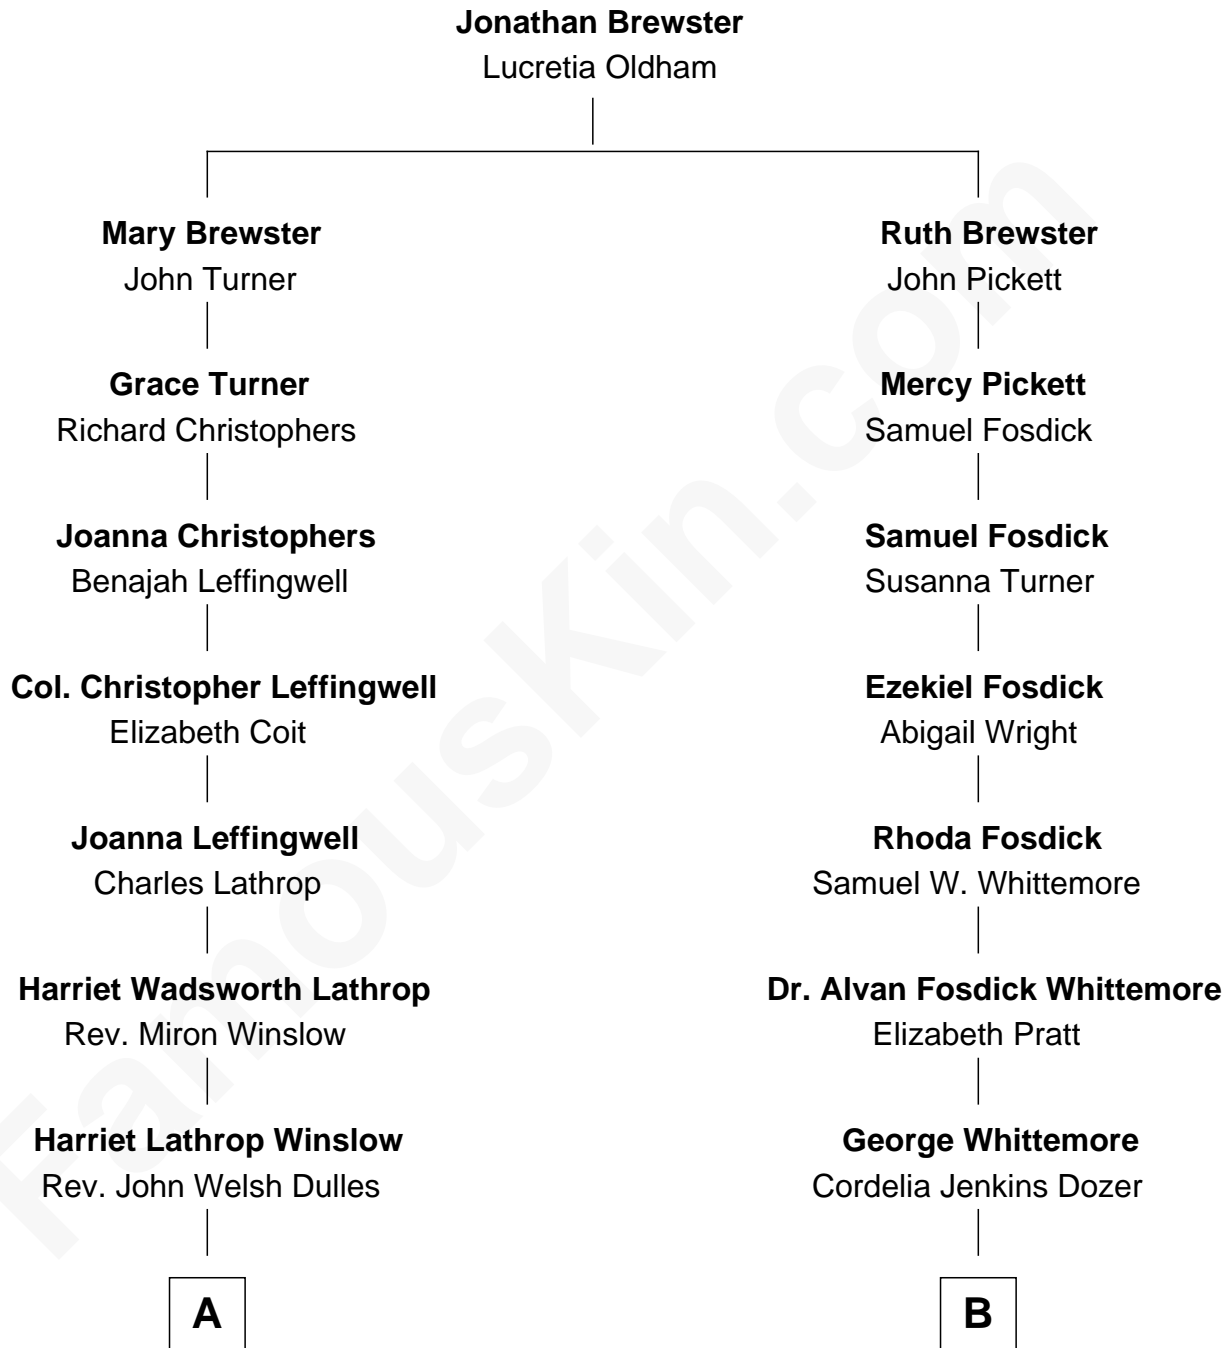 Jonathan Brewster
Lucretia Oldham
Mary Brewster
John Turner
Ruth Brewster
John Pickett
Grace Turner
Richard Christophers
Mercy Pickett
Samuel Fosdick
Joanna Christophers
Benajah Leffingwell
Samuel Fosdick
Susanna Turner
Col. Christopher Leffingwell
Elizabeth Coit
Ezekiel Fosdick
Abigail Wright
Joanna Leffingwell
Charles Lathrop
Rhoda Fosdick
Samuel W. Whittemore
Harriet Wadsworth Lathrop
Rev. Miron Winslow
Dr. Alvan Fosdick Whittemore
Elizabeth Pratt
Harriet Lathrop Winslow
Rev. John Welsh Dulles
George Whittemore
Cordelia Jenkins Dozer
A
B
FamousKin.com